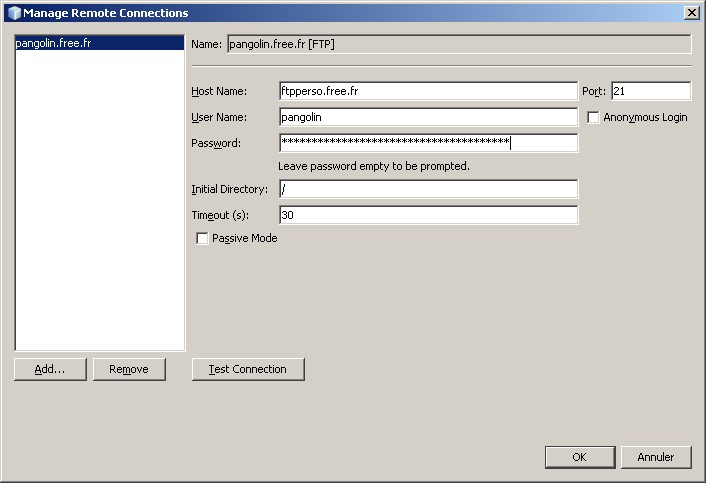 Manage Remote Connections
pangolin.free.fr
Name: pangolin.free.fr [FTP]
Host Name: ftpperso.free.fr Port: 21
User Name: pangolin Anonymous Login
Password: **************************************
Leave password empty to be prompted.
Initial Directory: /
Timeout (s): 30
Passive Mode
Add... Remove Test Connection
OK Annuler